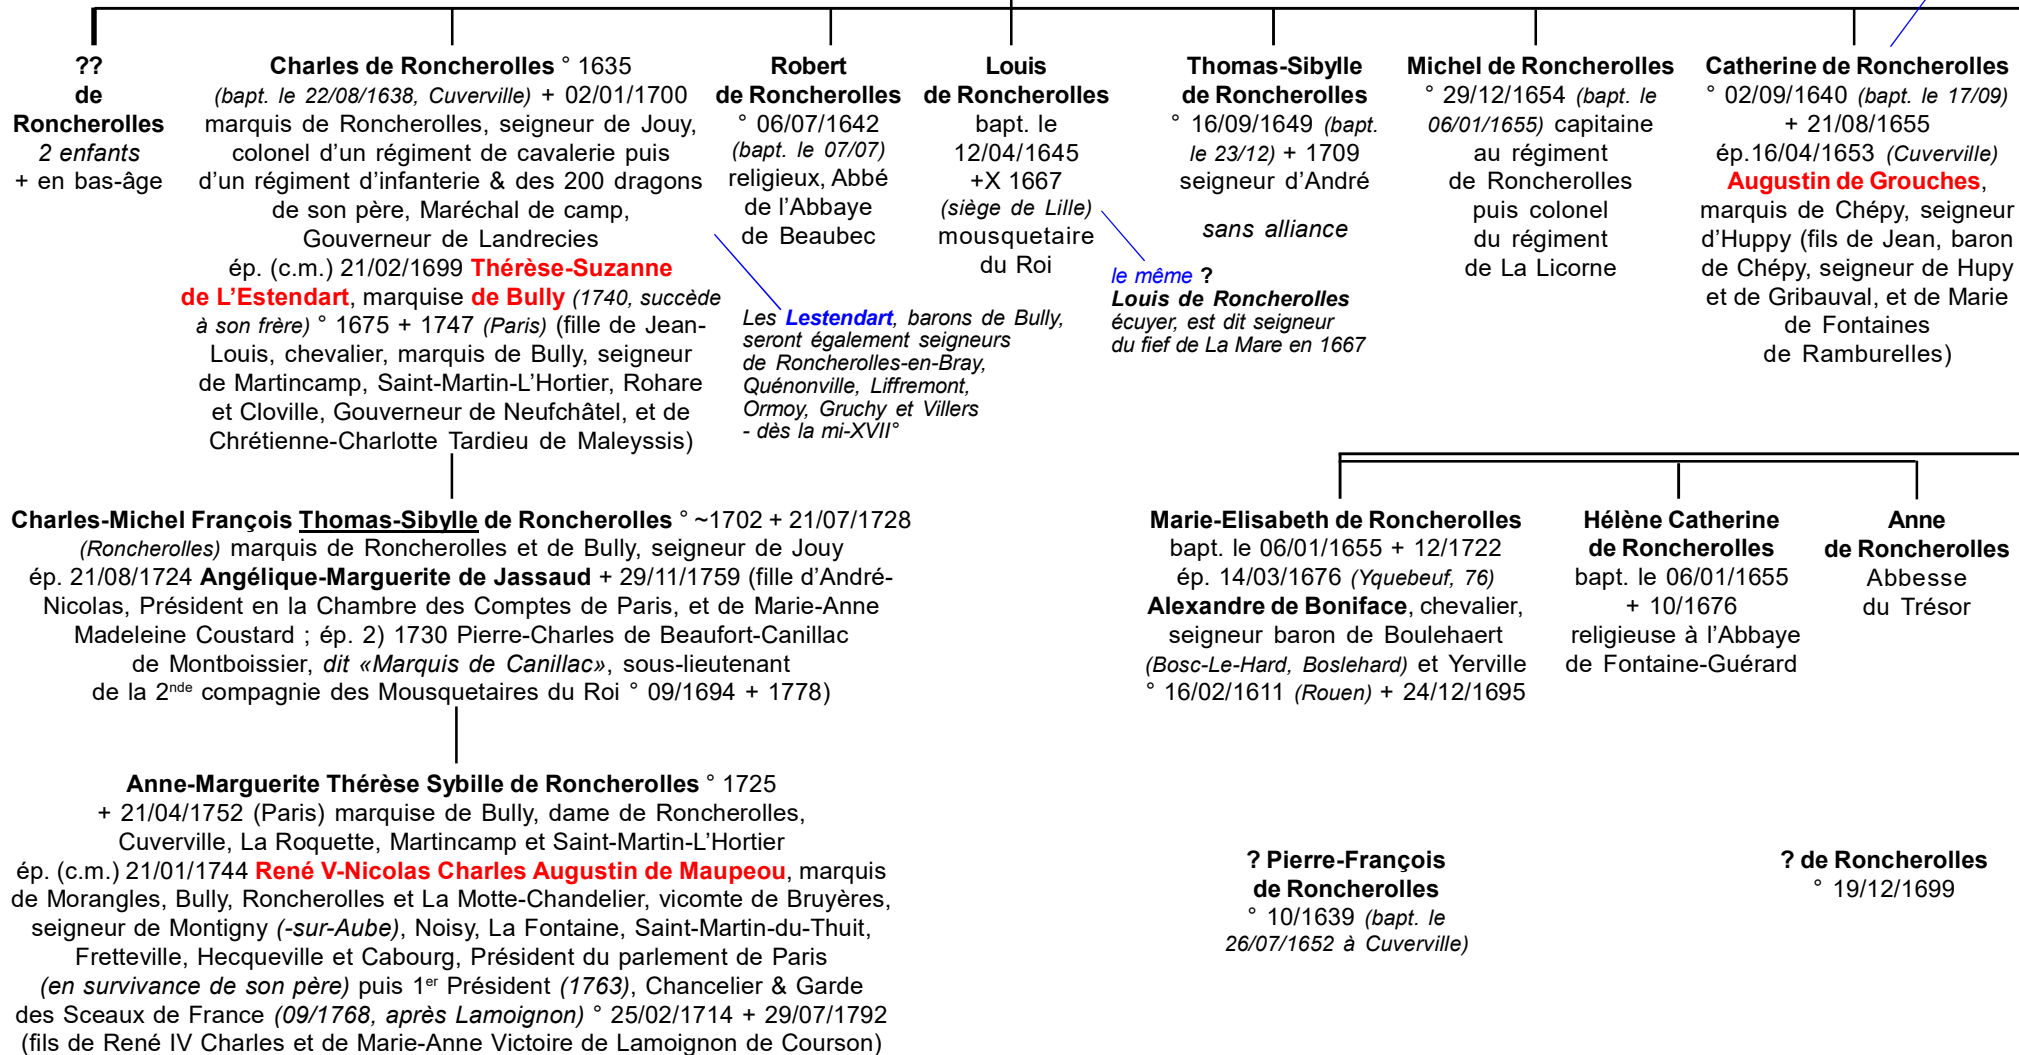 ??
de
Roncherolles
2 enfants
+ en bas-âge
Charles de Roncherolles ° 1635
(bapt. le 22/08/1638, Cuverville) + 02/01/1700
marquis de Roncherolles, seigneur de Jouy,
colonel d’un régiment de cavalerie puis
d’un régiment d’infanterie & des 200 dragons
de son père, Maréchal de camp,
Gouverneur de Landrecies
ép. (c.m.) 21/02/1699 Thérèse-Suzanne
de L’Estendart, marquise de Bully (1740, succède
à son frère) ° 1675 + 1747 (Paris) (fille de Jean-
Louis, chevalier, marquis de Bully, seigneur
de Martincamp, Saint-Martin-L’Hortier, Rohare
et Cloville, Gouverneur de Neufchâtel, et de
Chrétienne-Charlotte Tardieu de Maleyssis)
Robert
de Roncherolles
° 06/07/1642
(bapt. le 07/07)
religieux, Abbé
de l’Abbaye
de Beaubec
Louis
de Roncherolles
bapt. le
12/04/1645
+X 1667
(siège de Lille)
mousquetaire
du Roi
Thomas-Sibylle
de Roncherolles
° 16/09/1649 (bapt.
le 23/12) + 1709
seigneur d’André
sans alliance
Michel de Roncherolles
° 29/12/1654 (bapt. le
06/01/1655) capitaine
au régiment
de Roncherolles
puis colonel
du régiment
de La Licorne
Catherine de Roncherolles
° 02/09/1640 (bapt. le 17/09)
+ 21/08/1655
ép.16/04/1653 (Cuverville)
Augustin de Grouches,
marquis de Chépy, seigneur
d’Huppy (fils de Jean, baron
de Chépy, seigneur de Hupy
et de Gribauval, et de Marie
de Fontaines
de Ramburelles)
Les Lestendart, barons de Bully,
seront également seigneurs
de Roncherolles-en-Bray,
Quénonville, Liffremont,
Ormoy, Gruchy et Villers
- dès la mi-XVII°
le même ?
Louis de Roncherolles
écuyer, est dit seigneur
du fief de La Mare en 1667
Charles-Michel François Thomas-Sibylle de Roncherolles ° ~1702 + 21/07/1728
(Roncherolles) marquis de Roncherolles et de Bully, seigneur de Jouy
ép. 21/08/1724 Angélique-Marguerite de Jassaud + 29/11/1759 (fille d’André-
Nicolas, Président en la Chambre des Comptes de Paris, et de Marie-Anne
Madeleine Coustard ; ép. 2) 1730 Pierre-Charles de Beaufort-Canillac
de Montboissier, dit «Marquis de Canillac», sous-lieutenant
de la 2nde compagnie des Mousquetaires du Roi ° 09/1694 + 1778)
Marie-Elisabeth de Roncherolles
bapt. le 06/01/1655 + 12/1722
ép. 14/03/1676 (Yquebeuf, 76)
Alexandre de Boniface, chevalier,
seigneur baron de Boulehaert
(Bosc-Le-Hard, Boslehard) et Yerville
° 16/02/1611 (Rouen) + 24/12/1695
Hélène Catherine
de Roncherolles
bapt. le 06/01/1655
+ 10/1676
religieuse à l’Abbaye
de Fontaine-Guérard
Anne
de Roncherolles
Abbesse
du Trésor
Anne-Marguerite Thérèse Sybille de Roncherolles ° 1725
+ 21/04/1752 (Paris) marquise de Bully, dame de Roncherolles,
Cuverville, La Roquette, Martincamp et Saint-Martin-L’Hortier
ép. (c.m.) 21/01/1744 René V-Nicolas Charles Augustin de Maupeou, marquis
de Morangles, Bully, Roncherolles et La Motte-Chandelier, vicomte de Bruyères,
seigneur de Montigny (-sur-Aube), Noisy, La Fontaine, Saint-Martin-du-Thuit,
Fretteville, Hecqueville et Cabourg, Président du parlement de Paris
(en survivance de son père) puis 1er Président (1763), Chancelier & Garde
des Sceaux de France (09/1768, après Lamoignon) ° 25/02/1714 + 29/07/1792
(fils de René IV Charles et de Marie-Anne Victoire de Lamoignon de Courson)
? Pierre-François
de Roncherolles
° 10/1639 (bapt. le
26/07/1652 à Cuverville)
? de Roncherolles
° 19/12/1699